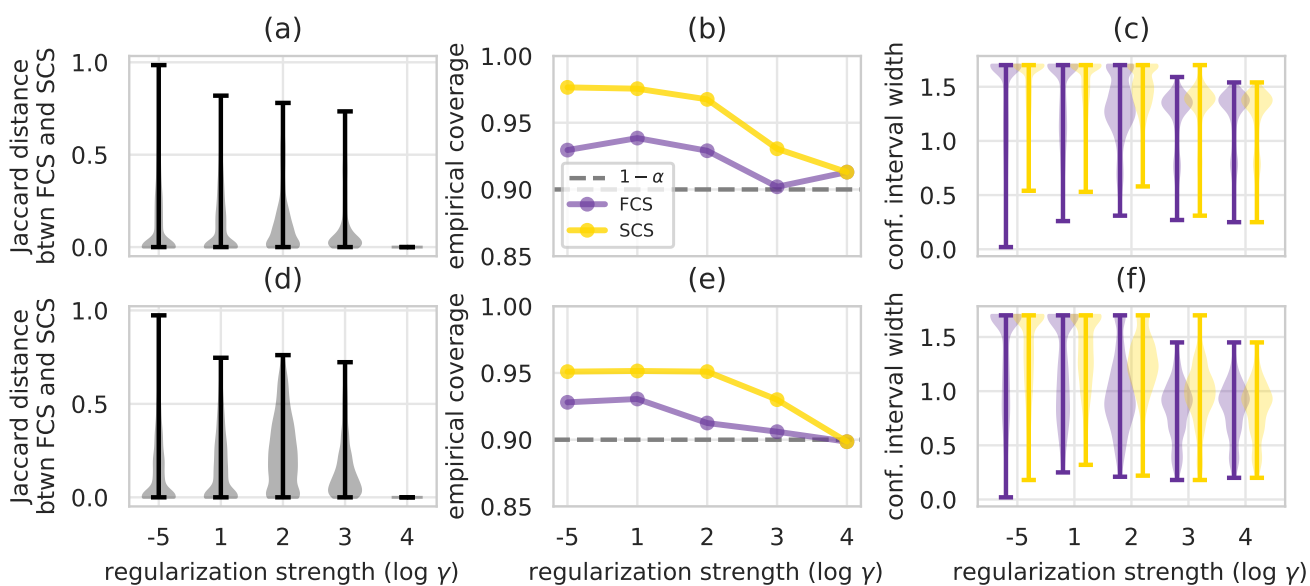 (a)
Jaccard distance
btwn FCS and SCS
1.0
0.5
0.0
(b)
empirical coverage
1.00
0.95
0.90
0.85
1 − α
FCS
SCS
(c)
conf. interval width
1.5
1.0
0.5
0.0
(d)
Jaccard distance
btwn FCS and SCS
1.0
0.5
0.0
-5 1 2 3 4
regularization strength (log γ)
(e)
empirical coverage
1.00
0.95
0.90
0.85
-5 1 2 3 4
regularization strength (log γ)
(f)
conf. interval width
1.5
1.0
0.5
0.0
-5 1 2 3 4
regularization strength (log γ)